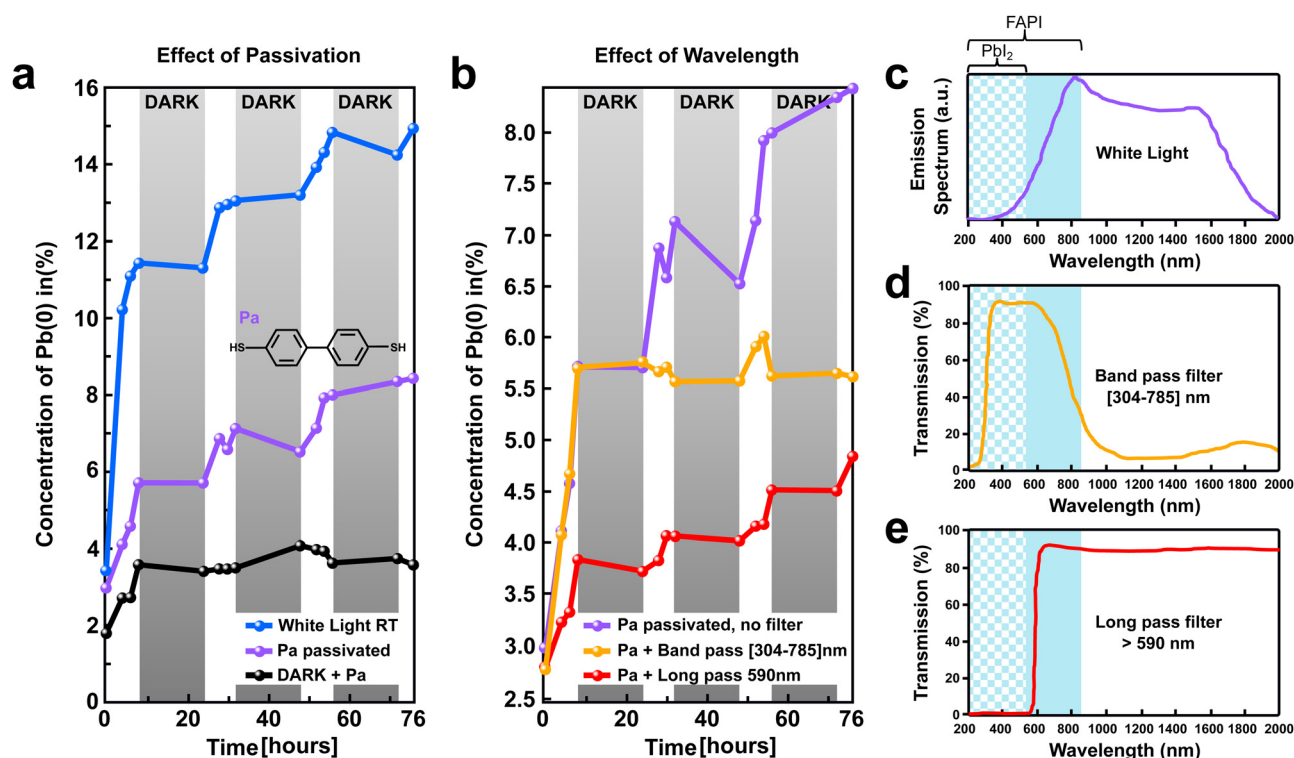 FAPI
PbI₂
a
Effect of Passivation
16
14
12
10
8
6
4
2
0
Concentration of Pb(0) in(%)
DARK
DARK
DARK
Pa
HS
SH
White Light RT
Pa passivated
DARK + Pa
0
20
40
76
Time[hours]
b
Effect of Wavelength
8.0
7.5
7.0
6.5
6.0
5.5
5.0
4.5
4.0
3.5
3.0
2.5
Concentration of Pb(0) in(%)
DARK
DARK
DARK
Pa passivated, no filter
Pa + Band pass [304-785]nm
Pa + Long pass 590nm
0
20
40
76
Time[hours]
c
Emission
Spectrum (a.u.)
White Light
200 400 600 800 1000 1200 1400 1600 1800 2000
Wavelength (nm)
d
100
80
60
40
20
0
Transmission (%)
Band pass filter
[304-785] nm
200 400 600 800 1000 1200 1400 1600 1800 2000
Wavelength (nm)
e
100
80
60
40
20
0
Transmission (%)
Long pass filter
> 590 nm
200 400 600 800 1000 1200 1400 1600 1800 2000
Wavelength (nm)